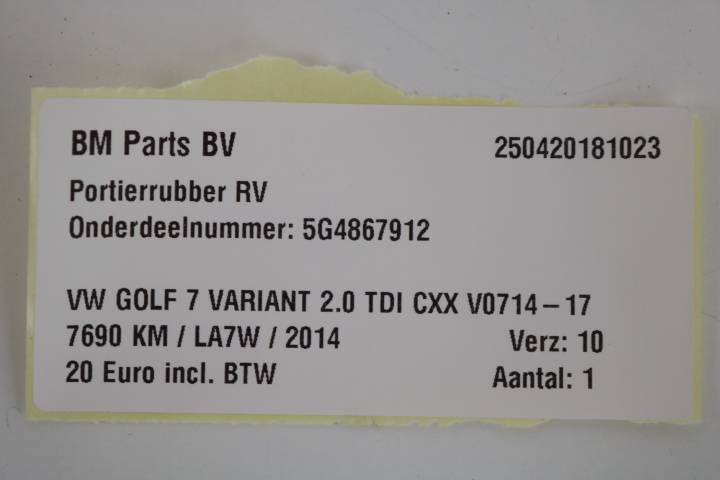 BM Parts BV 250420181023
Portierrubber RV
Onderdeelnummer: 5G4867912
VW GOLF 7 VARIANT 2.0 TDI CXX V0714-17
7690 KM / LA7W / 2014 Verz: 10
20 Euro incl. BTW Aantal: 1